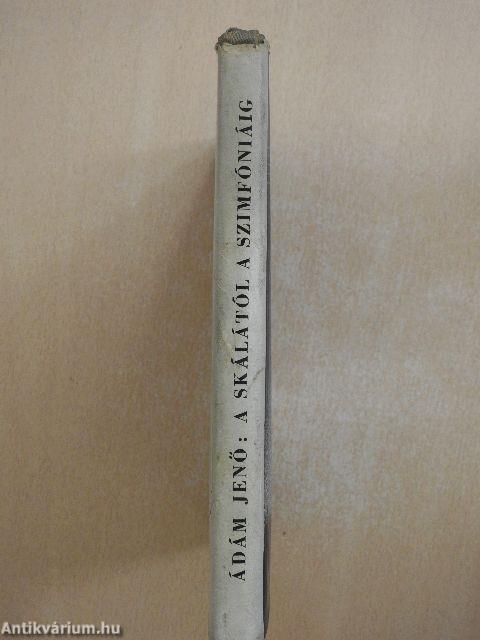 ÁDÁM JENŐ: A SKÁLÁTÓL A SZIMFÓNIÁIG
Antikvárium.hu